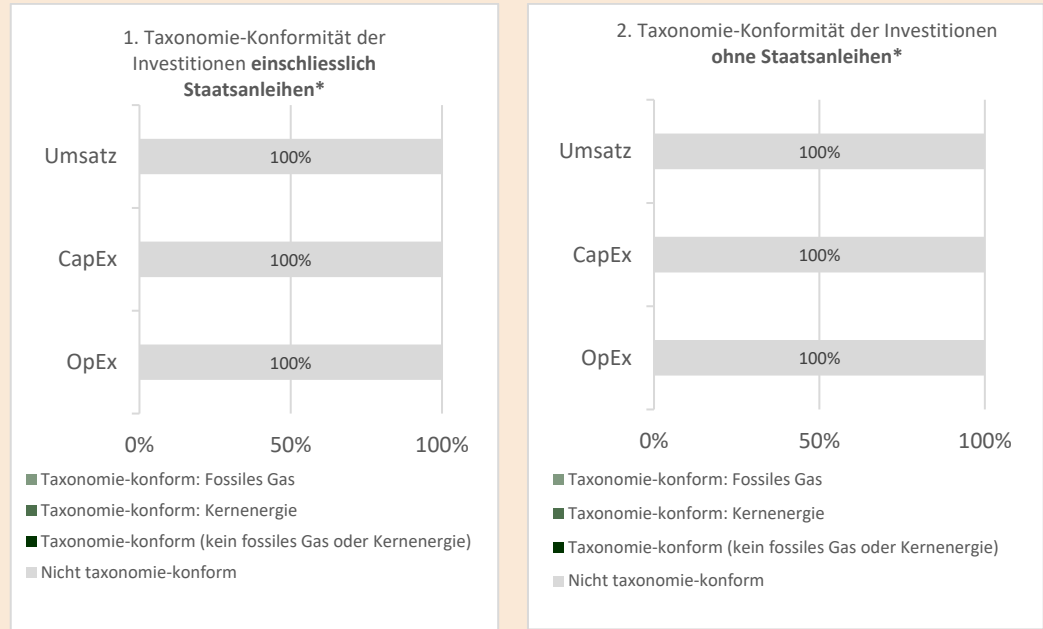 1. Taxonomie-Konformität der
Investitionen einschliesslich
Staatsanleihen*
Umsatz
100%
CapEx
100%
OpEx
100%
0%
50%
100%
Taxonomie-konform: Fossiles Gas
Taxonomie-konform: Kernenergie
Taxonomie-konform (kein fossiles Gas oder Kernenergie)
Nicht taxonomie-konform
2. Taxonomie-Konformität der Investitionen
ohne Staatsanleihen*
Umsatz
100%
CapEx
100%
OpEx
100%
0%
50%
100%
Taxonomie-konform: Fossiles Gas
Taxonomie-konform: Kernenergie
Taxonomie-konform (kein fossiles Gas oder Kernenergie)
Nicht taxonomie-konform